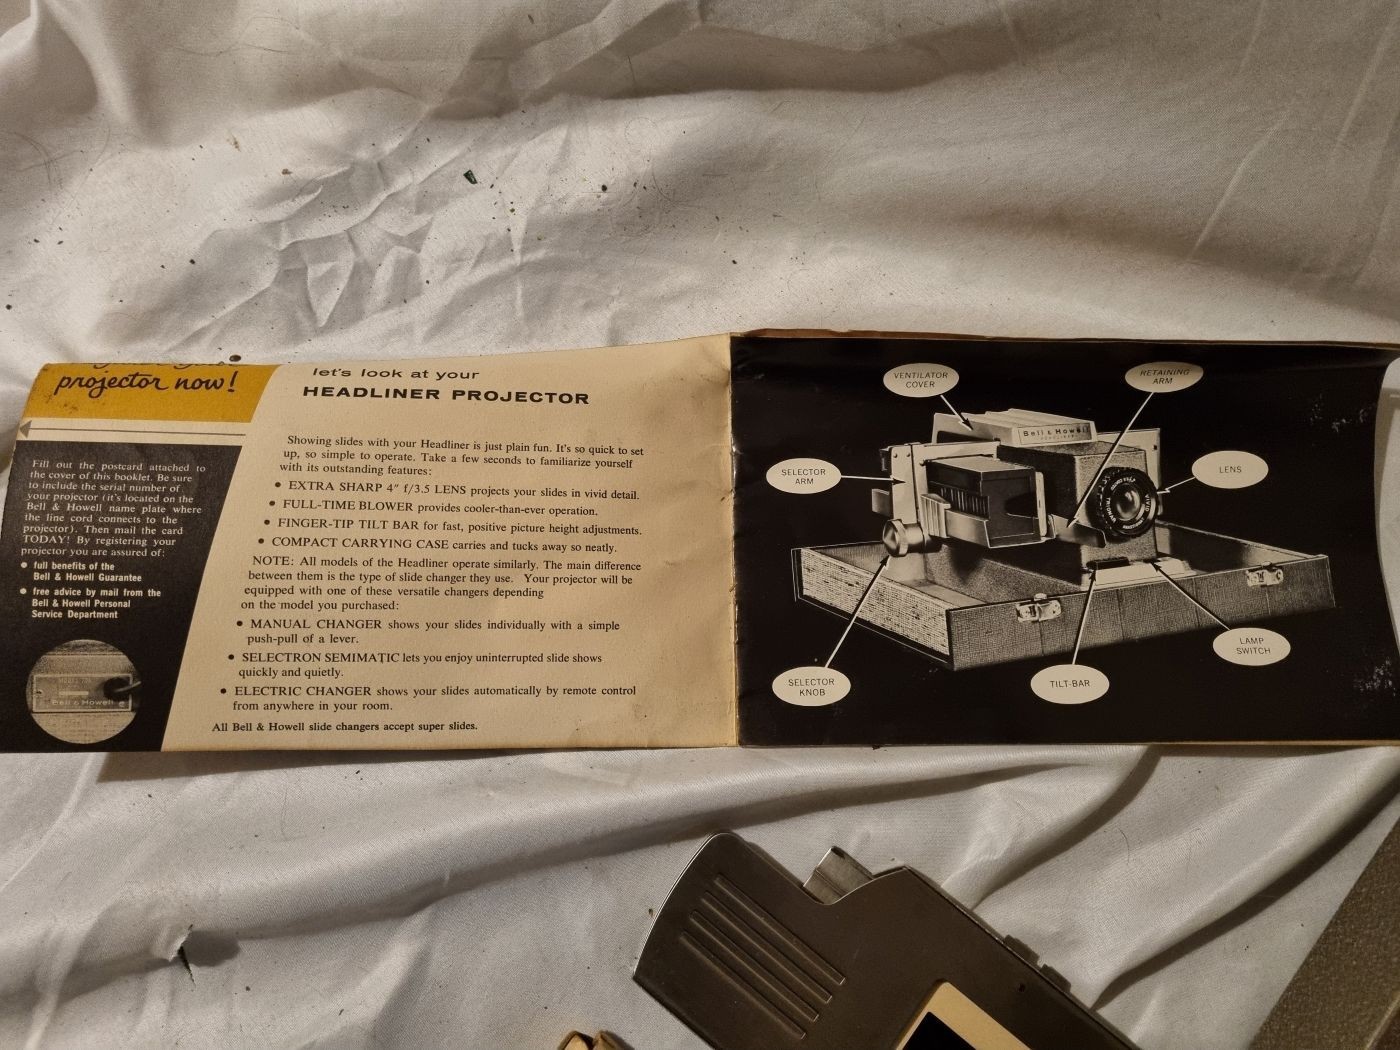 projector now!
Fill out the postcard attached to
the cover of this booklet. Be sure
to include the serial number of
your projector (it's located on the
Bell & Howell name plate where
the line cord connects to the
projector). Then mail the card
TODAY! By registering your
projector you are assured of:
• full benefits of the
Bell & Howell Guarantee
• free advice by mail from the
Bell & Howell Personal
Service Department
Bell & Howell
let's look at your
HEADLINER PROJECTOR
Showing slides with your Headliner is just plain fun. It's so quick to set
up, so simple to operate. Take a few seconds to familiarize yourself
with its outstanding features:
• EXTRA SHARP 4" f/3.5 LENS projects your slides in vivid detail.
• FULL-TIME BLOWER provides cooler-than-ever operation.
• FINGER-TIP TILT BAR for fast, positive picture height adjustments.
• COMPACT CARRYING CASE carries and tucks away so neatly.
NOTE: All models of the Headliner operate similarly. The main difference
between them is the type of slide changer they use. Your projector will be
equipped with one of these versatile changers depending
on the model you purchased:
• MANUAL CHANGER shows your slides individually with a simple
push-pull of a lever.
• SELECTRON SEMIMATIC lets you enjoy uninterrupted slide shows
quickly and quietly.
• ELECTRIC CHANGER shows your slides automatically by remote control
from anywhere in your room.
All Bell & Howell slide changers accept super slides.
VENTILATOR
COVER
RETAINING
ARM
Bell & Howell
SELECTOR
ARM
LENS
SELECTOR
KNOB
TILT-BAR
LAMP
SWITCH